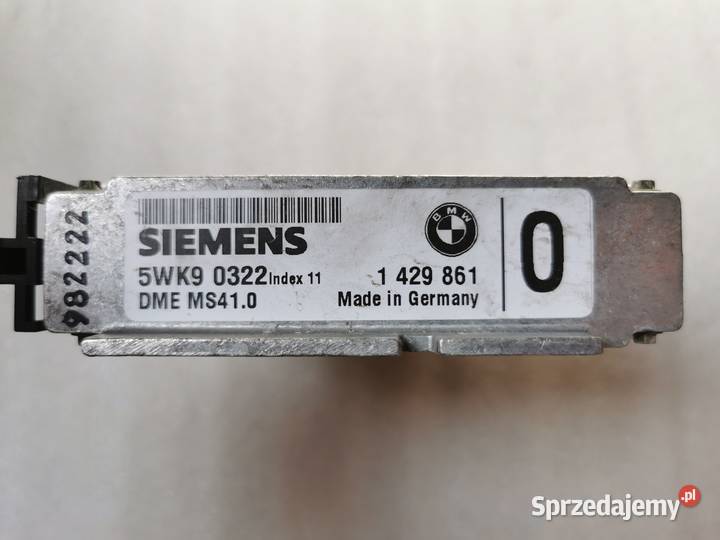 982222
SIEMENS
BMW
0
5WK9 0322 Index 11
1 429 861
DME MS41.0
Made in Germany
Sprzedajemy.pl